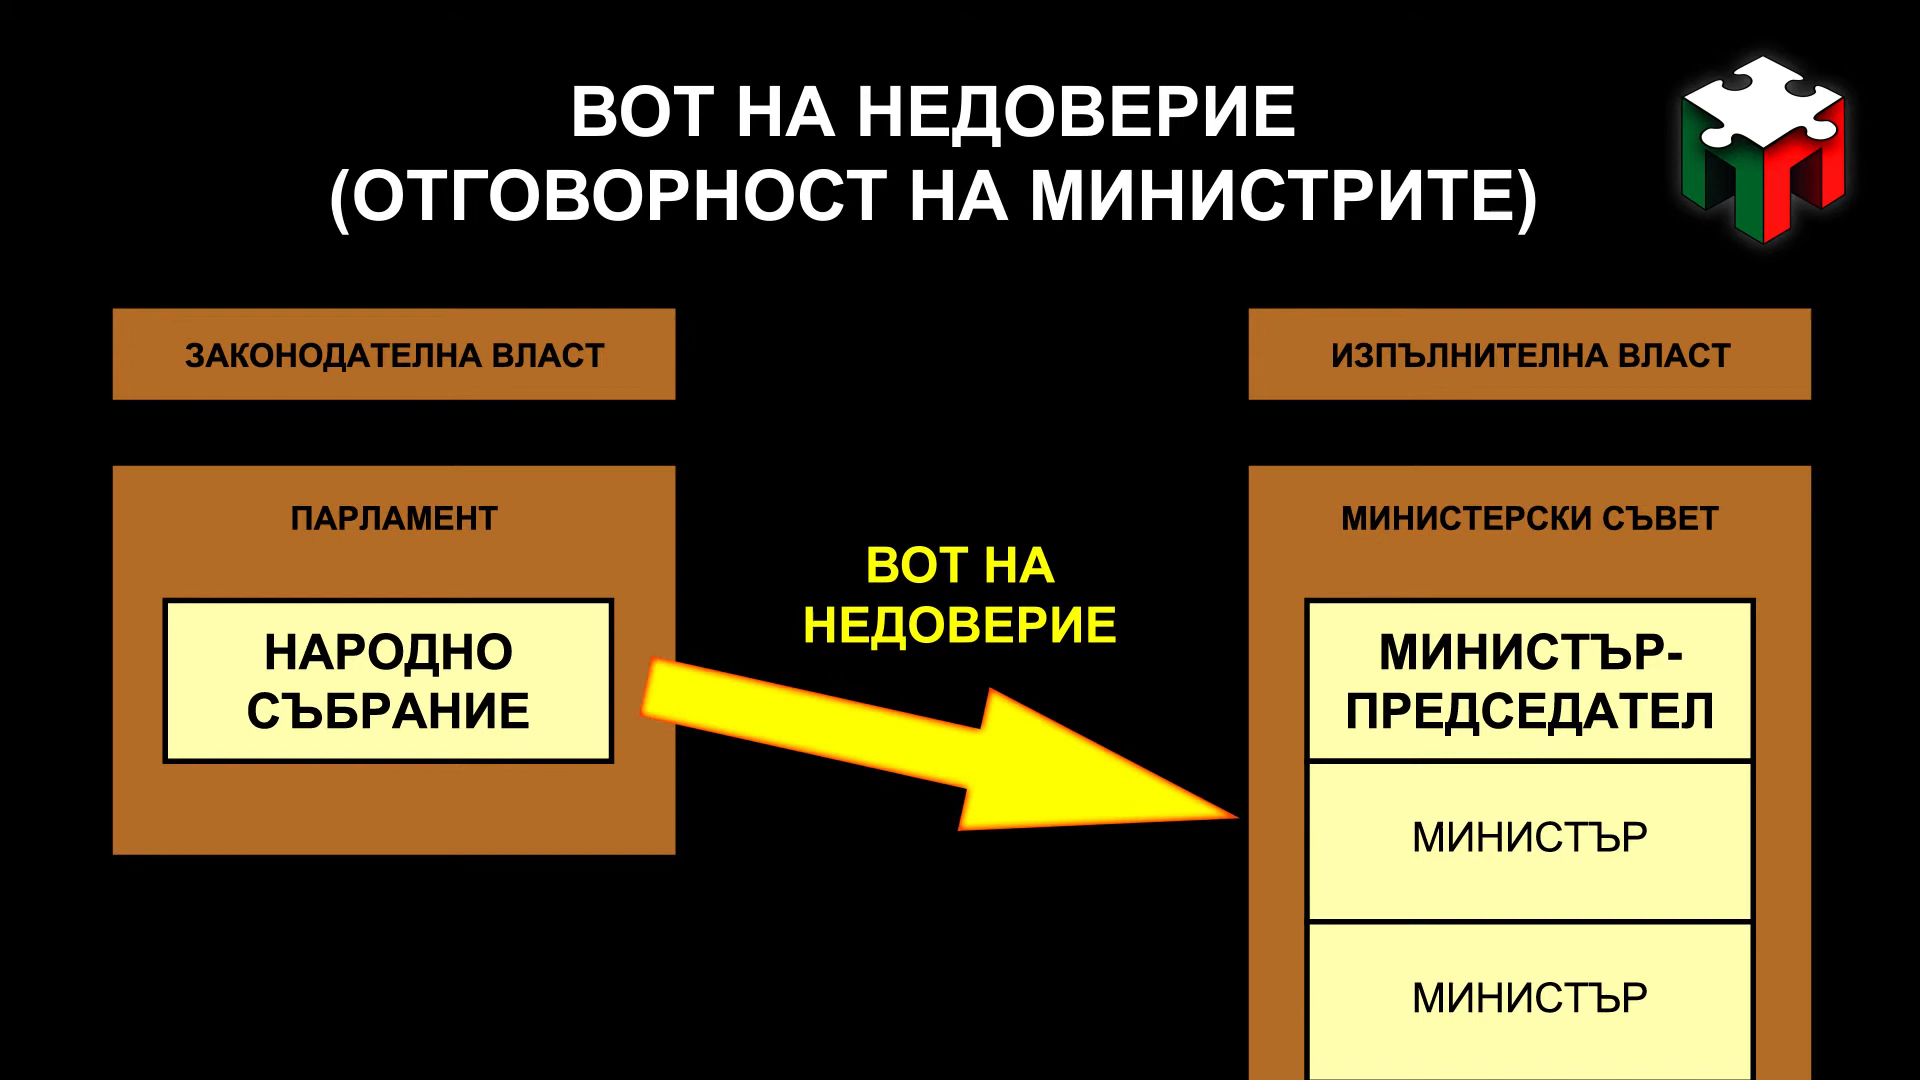 ВОТ НА НЕДОВЕРИЕ
(ОТГОВОРНОСТ НА МИНИСТРИТЕ)
ЗАКОНОДАТЕЛНА ВЛАСТ
ИЗПЪЛНИТЕЛНА ВЛАСТ
ПАРЛАМЕНТ
НАРОДНО
СЪБРАНИЕ
ВОТ НА
НЕДОВЕРИЕ
МИНИСТЕРСКИ СЪВЕТ
МИНИСТЪР-
ПРЕДСЕДАТЕЛ
МИНИСТЪР
МИНИСТЪР